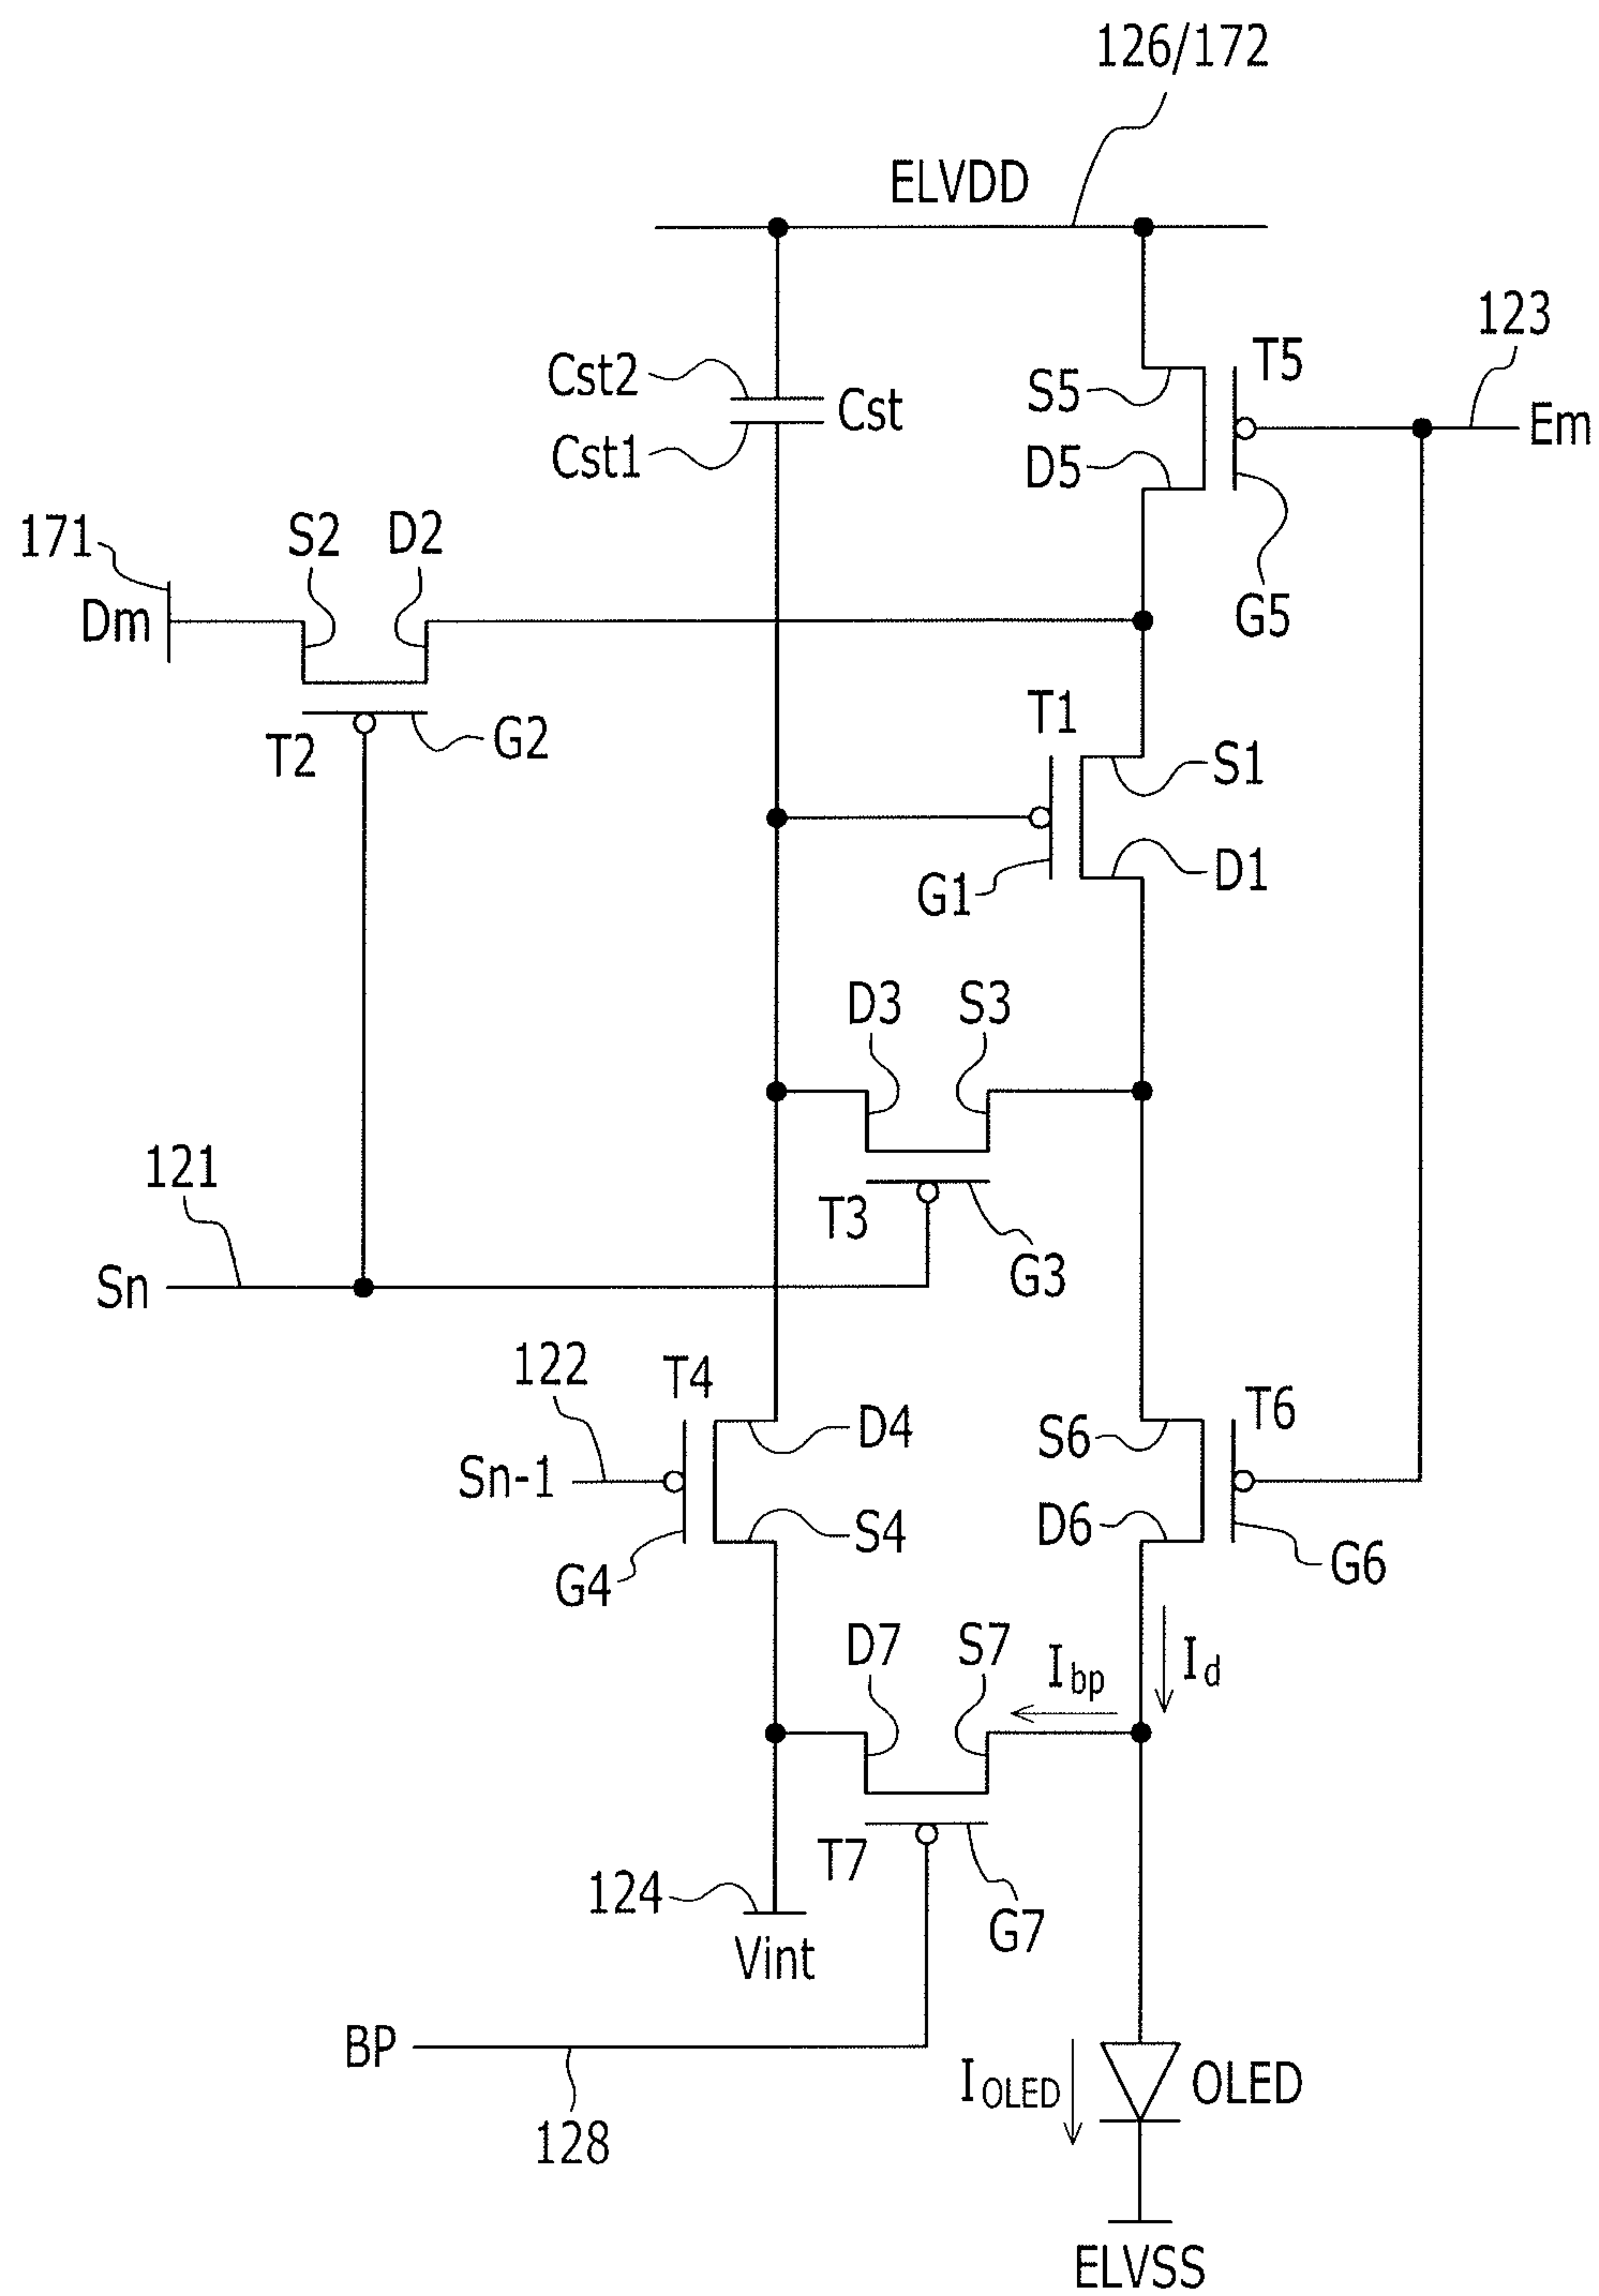 126/172
ELVDD
123
T5
Cst2
S5
Cst
Em
Cst1
D5
171
S2
D2
Dm
G5
T1
G2
T2
S1
D1
G1
D3
S3
121
T3
G3
Sn
122
T4
T6
D4
S6
Sn-1
S4
D6
G4
G6
D7
S7
Ibp
Id
T7
124
G7
Vint
BP
IOLED
OLED
128
ELVSS